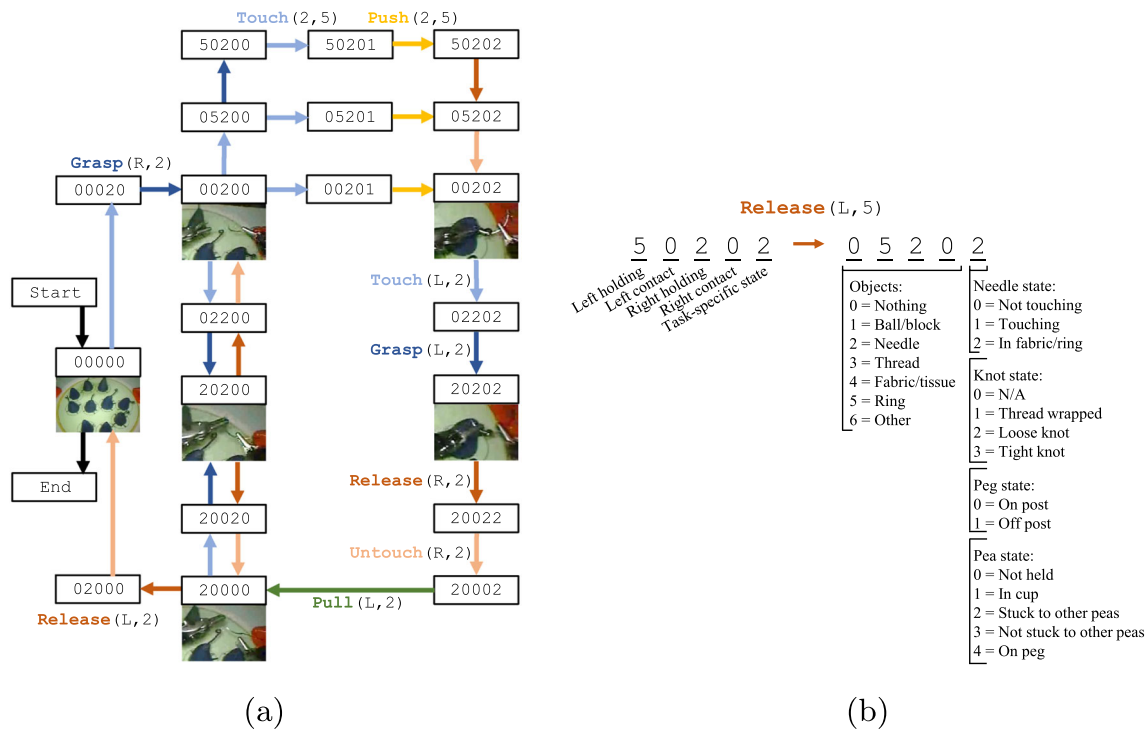 Touch(2,5) Push(2,5)
50200 50201 50202
05200 05201 05202
Grasp(R,2)
00020 00200 00201 00202
Start
Touch(L,2)
02200 02202
Grasp(L,2)
00000 20200 20202
End
Release(R,2)
20020 20022
Untouch(R,2)
02000 20000 20002
Release(L,2) Pull(L,2)
(a)
Release(L,5)
5 0 2 0 2 0 5 2 0 2
Left holding
Left contact
Right holding
Right contact
Task-specific state
Objects:
0 = Nothing
1 = Ball/block
2 = Needle
3 = Thread
4 = Fabric/tissue
5 = Ring
6 = Other
Needle state:
0 = Not touching
1 = Touching
2 = In fabric/ring
Knot state:
0 = N/A
1 = Thread wrapped
2 = Loose knot
3 = Tight knot
Peg state:
0 = On post
1 = Off post
Pea state:
0 = Not held
1 = In cup
2 = Stuck to other peas
3 = Not stuck to other peas
4 = On peg
(b)